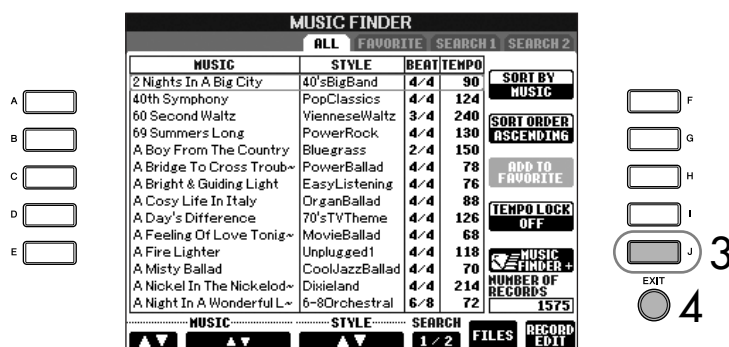 MUSIC FINDER
ALL FAVORITE SEARCH 1 SEARCH 2
MUSIC STYLE BEAT TEMPO
2 Nights In A Big City 40'sBigBand 4/4 90
40th Symphony PopClassics 4/4 124
60 Second Waltz VienneseWaltz 3/4 240
69 Summers Long PowerRock 4/4 130
A Boy From The Country Bluegrass 2/4 150
A Bridge To Cross Troub~ PowerBallad 4/4 78
A Bright & Guiding Light EasyListening 4/4 76
A Cosy Life In Italy OrganBallad 4/4 88
A Day's Difference 70'sTVTheme 4/4 126
A Feeling Of Love Tonig~ MovieBallad 4/4 68
A Fire Lighter Unplugged1 4/4 118
A Misty Ballad CoolJazzBallad 4/4 70
A Nickel In The Nickelod~ Dixieland 4/4 214
A Night In A Wonderful L~ 6-8Orchestral 6/8 72
SORT BY
MUSIC
SORT ORDER
ASCENDING
ADD TO
FAVORITE
TEMPO LOCK
OFF
MUSIC
FINDER +
NUMBER OF
RECORDS
1575
MUSIC STYLE SEARCH
1/2 FILES RECORD
EDIT
A
B
C
D
E
F
G
H
I
J 3
EXIT
4